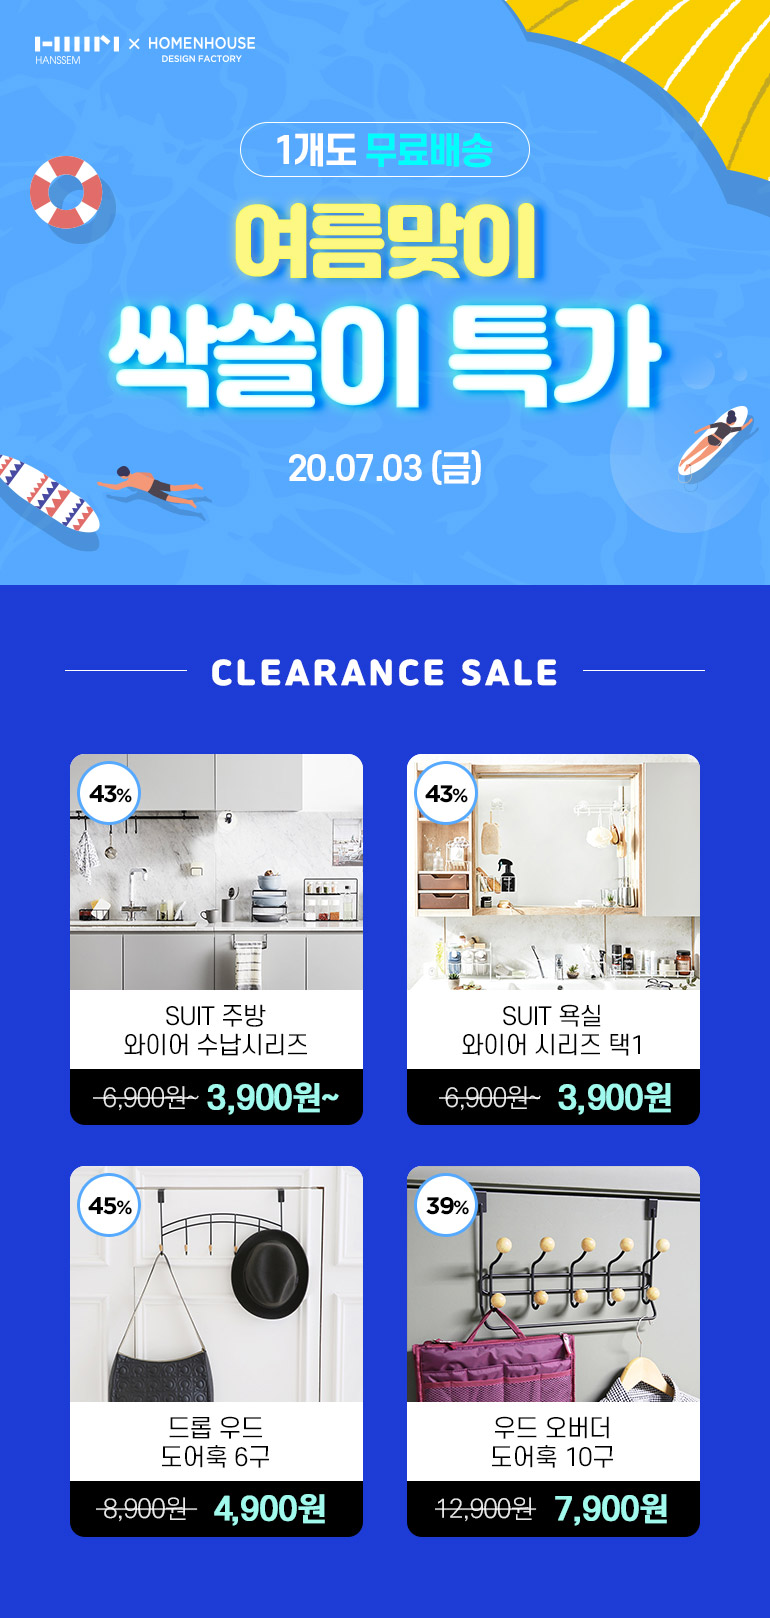 HANSSEM
× HOMENHOUSE
DESIGN FACTORY
1개도 무료배송
여름맞이
싹쓸이 특가
20.07.03 (금)
CLEARANCE SALE
43%
SUIT 주방
와이어 수납시리즈
6,900원~ 3,900원~
43%
SUIT 욕실
와이어 시리즈 택1
6,900원~ 3,900원
45%
드롭 우드
도어훅 6구
8,900원 4,900원
39%
우드 오버더
도어훅 10구
12,900원 7,900원